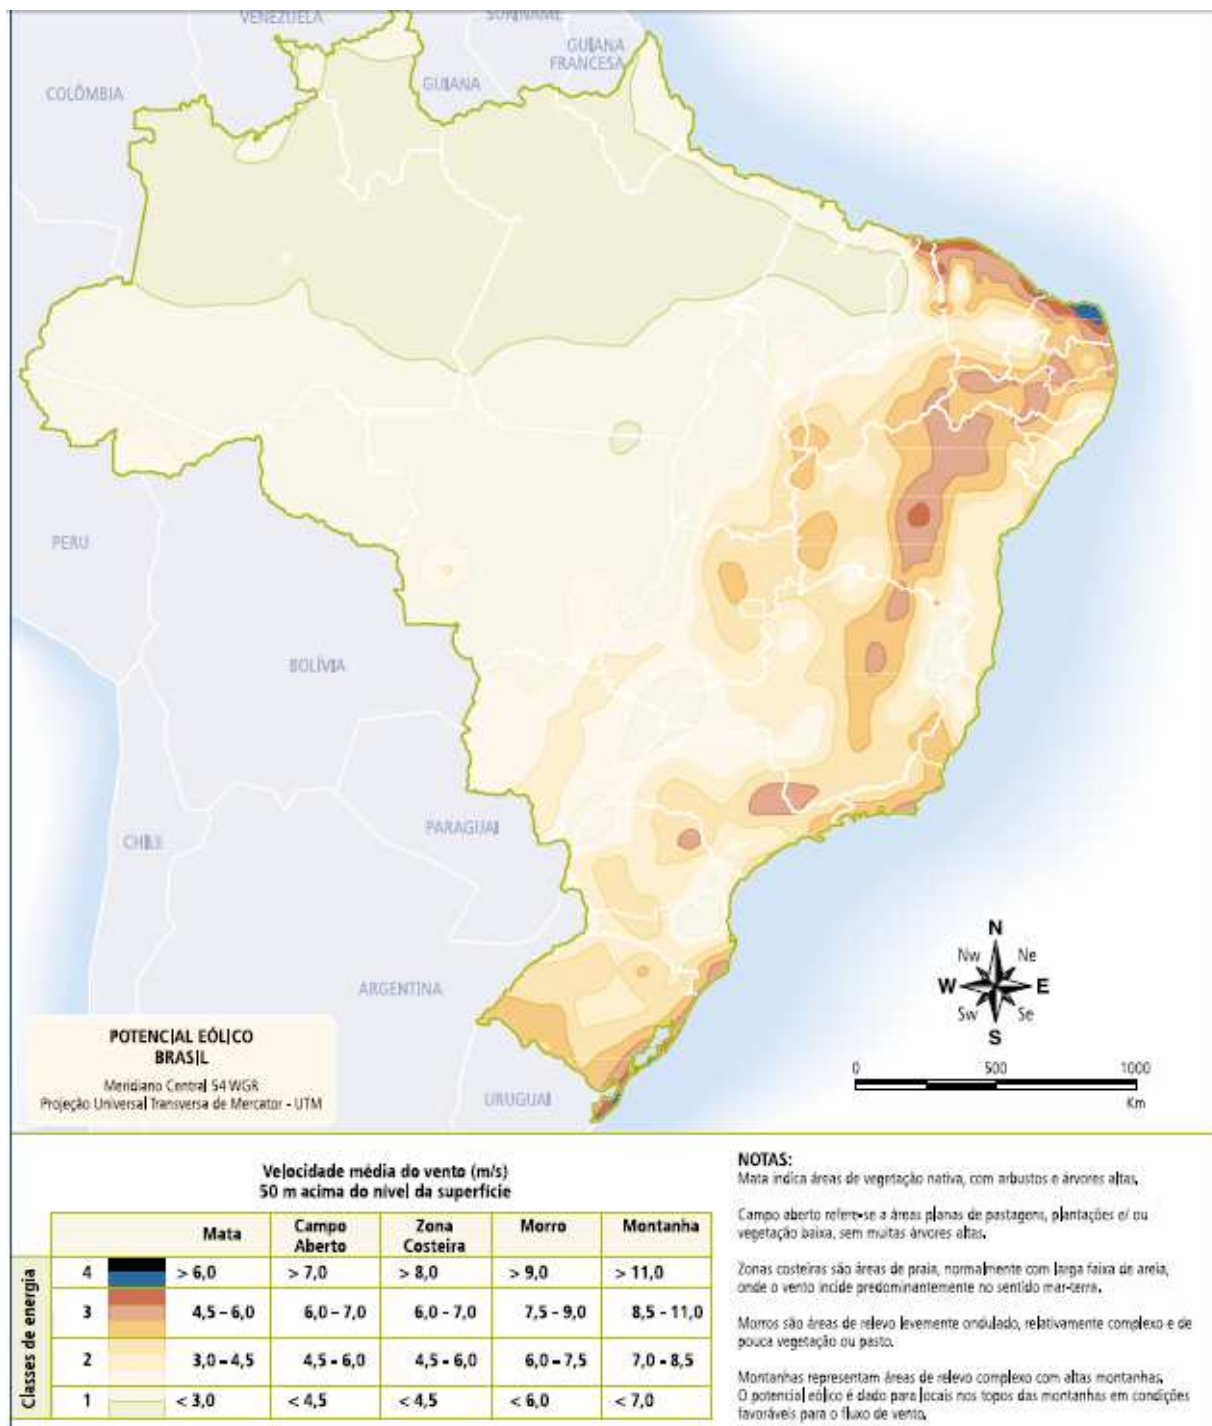 VENEZUELA
SURINAME
GUIANA
FRANCESA
GUIANA
COLÔMBIA
PERU
BOLÍVIA
PARAGUAI
CHILE
ARGENTINA
URUGUAI
N
Nw Ne
W E
Sw Se
S
0 500 1000
Km
POTENCIAL EÓLICO
BRASIL
Meridiano Central 54 WGR
Projeção Universal Transversa de Mercator - UTM
Velocidade média do vento (m/s)
50 m acima do nível da superfície
Mata Campo Aberto Zona Costeira Morro Montanha
Classes de energia
4 > 6,0 > 7,0 > 8,0 > 9,0 > 11,0
3 4,5 - 6,0 6,0 - 7,0 6,0 - 7,0 7,5 - 9,0 8,5 - 11,0
2 3,0 - 4,5 4,5 - 6,0 4,5 - 6,0 6,0 - 7,5 7,0 - 8,5
1 < 3,0 < 4,5 < 4,5 < 6,0 < 7,0
NOTAS:
Mata indica áreas de vegetação nativa, com arbustos e árvores altas.
Campo aberto refere-se a áreas planas de pastagens, plantações e/ ou
vegetação baixa, sem muitas árvores altas.
Zonas costeiras são áreas de praia, normalmente com larga faixa de areia,
onde o vento incide predominantemente no sentido mar-terra.
Morros são áreas de relevo levemente ondulado, relativamente complexo e de
pouca vegetação ou pasto.
Montanhas representam áreas de relevo complexo com altas montanhas.
O potencial eólico é dado para locais nos topos das montanhas em condições
favoráveis para o fluxo de vento.